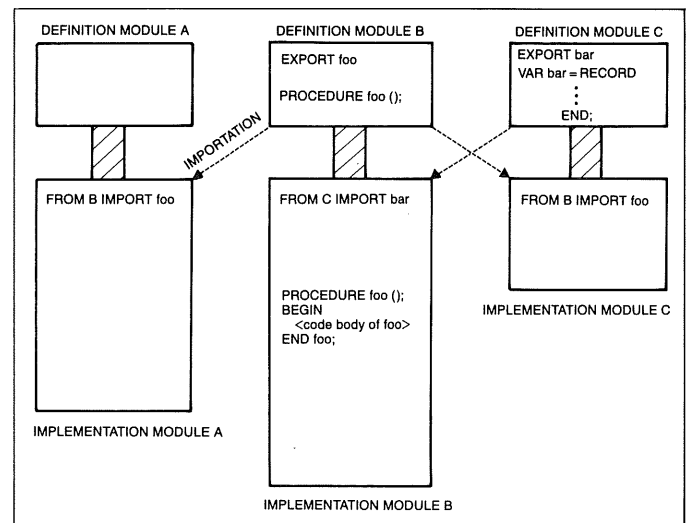 DEFINITION MODULE A
DEFINITION MODULE B
DEFINITION MODULE C
EXPORT foo
PROCEDURE foo ();
EXPORT bar
VAR bar = RECORD
⋮
END;
IMPORTATION
FROM B IMPORT foo
FROM C IMPORT bar
PROCEDURE foo ();
BEGIN
<code body of foo>
END foo;
FROM B IMPORT foo
IMPLEMENTATION MODULE C
IMPLEMENTATION MODULE A
IMPLEMENTATION MODULE B